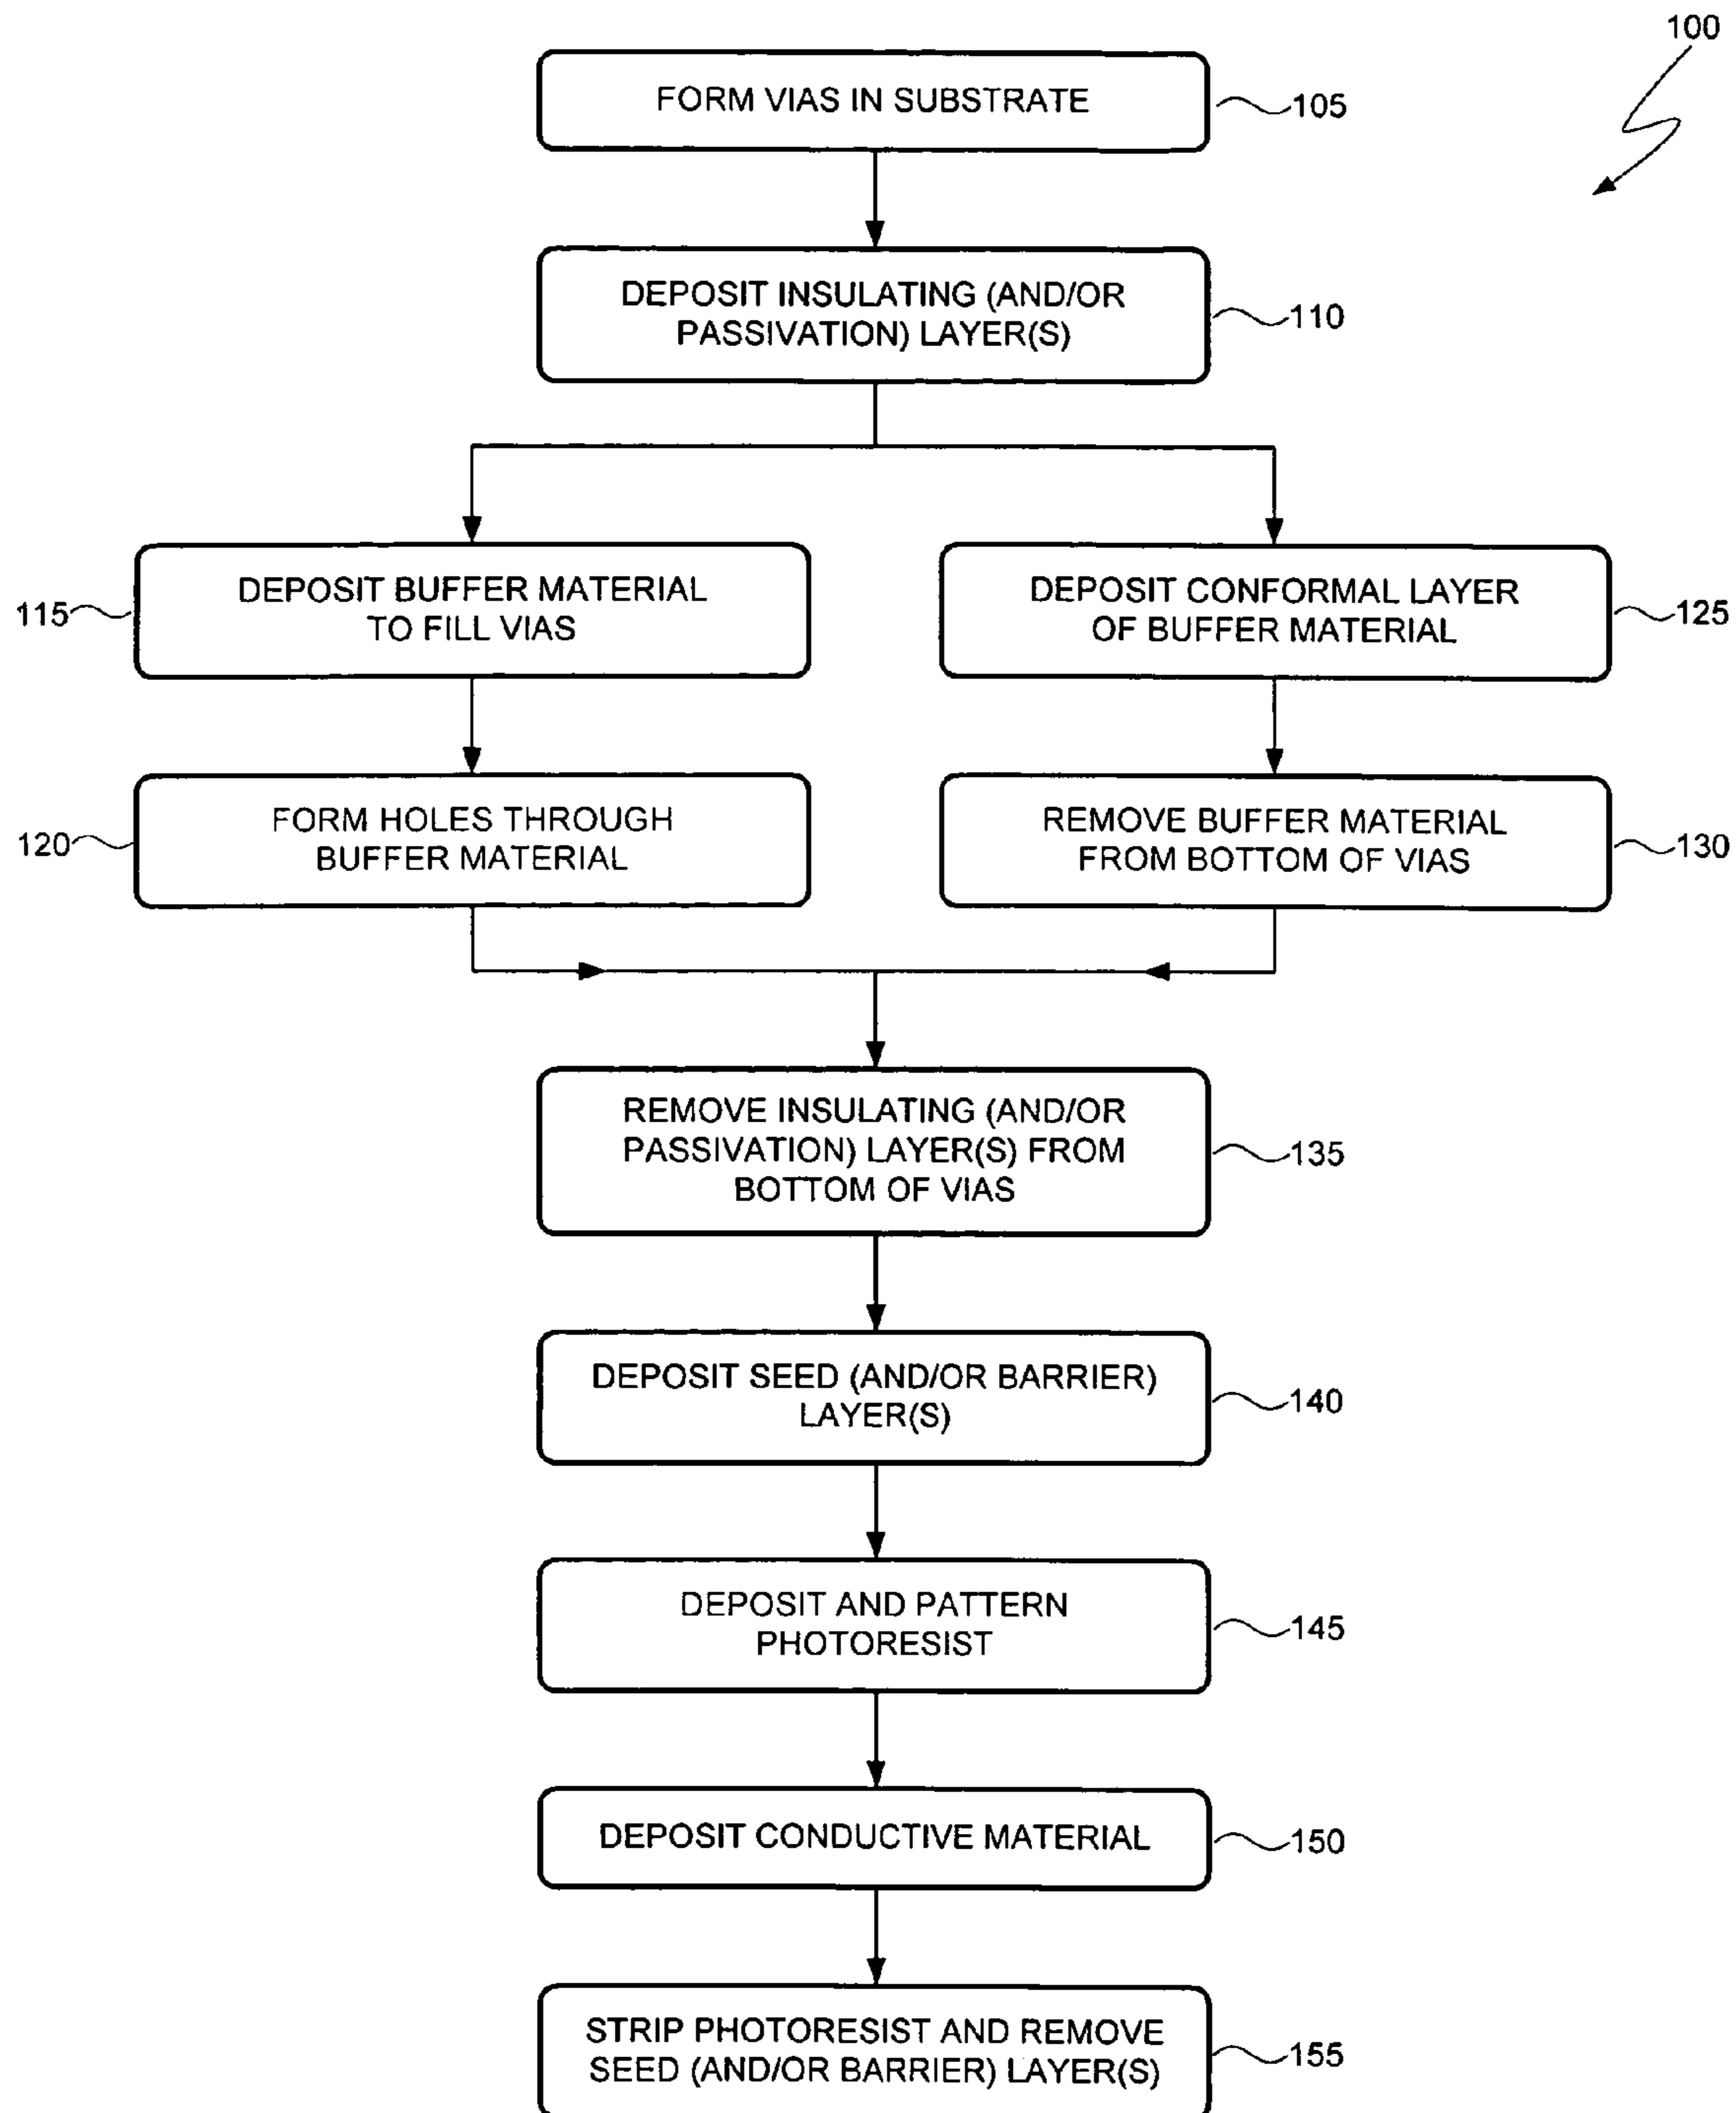 100
FORM VIAS IN SUBSTRATE
105
DEPOSIT INSULATING (AND/OR
PASSIVATION) LAYER(S)
110
115
DEPOSIT BUFFER MATERIAL
TO FILL VIAS
DEPOSIT CONFORMAL LAYER
OF BUFFER MATERIAL
125
120
FORM HOLES THROUGH
BUFFER MATERIAL
REMOVE BUFFER MATERIAL
FROM BOTTOM OF VIAS
130
REMOVE INSULATING (AND/OR
PASSIVATION) LAYER(S) FROM
BOTTOM OF VIAS
135
DEPOSIT SEED (AND/OR BARRIER)
LAYER(S)
140
DEPOSIT AND PATTERN
PHOTORESIST
145
DEPOSIT CONDUCTIVE MATERIAL
150
STRIP PHOTORESIST AND REMOVE
SEED (AND/OR BARRIER) LAYER(S)
155